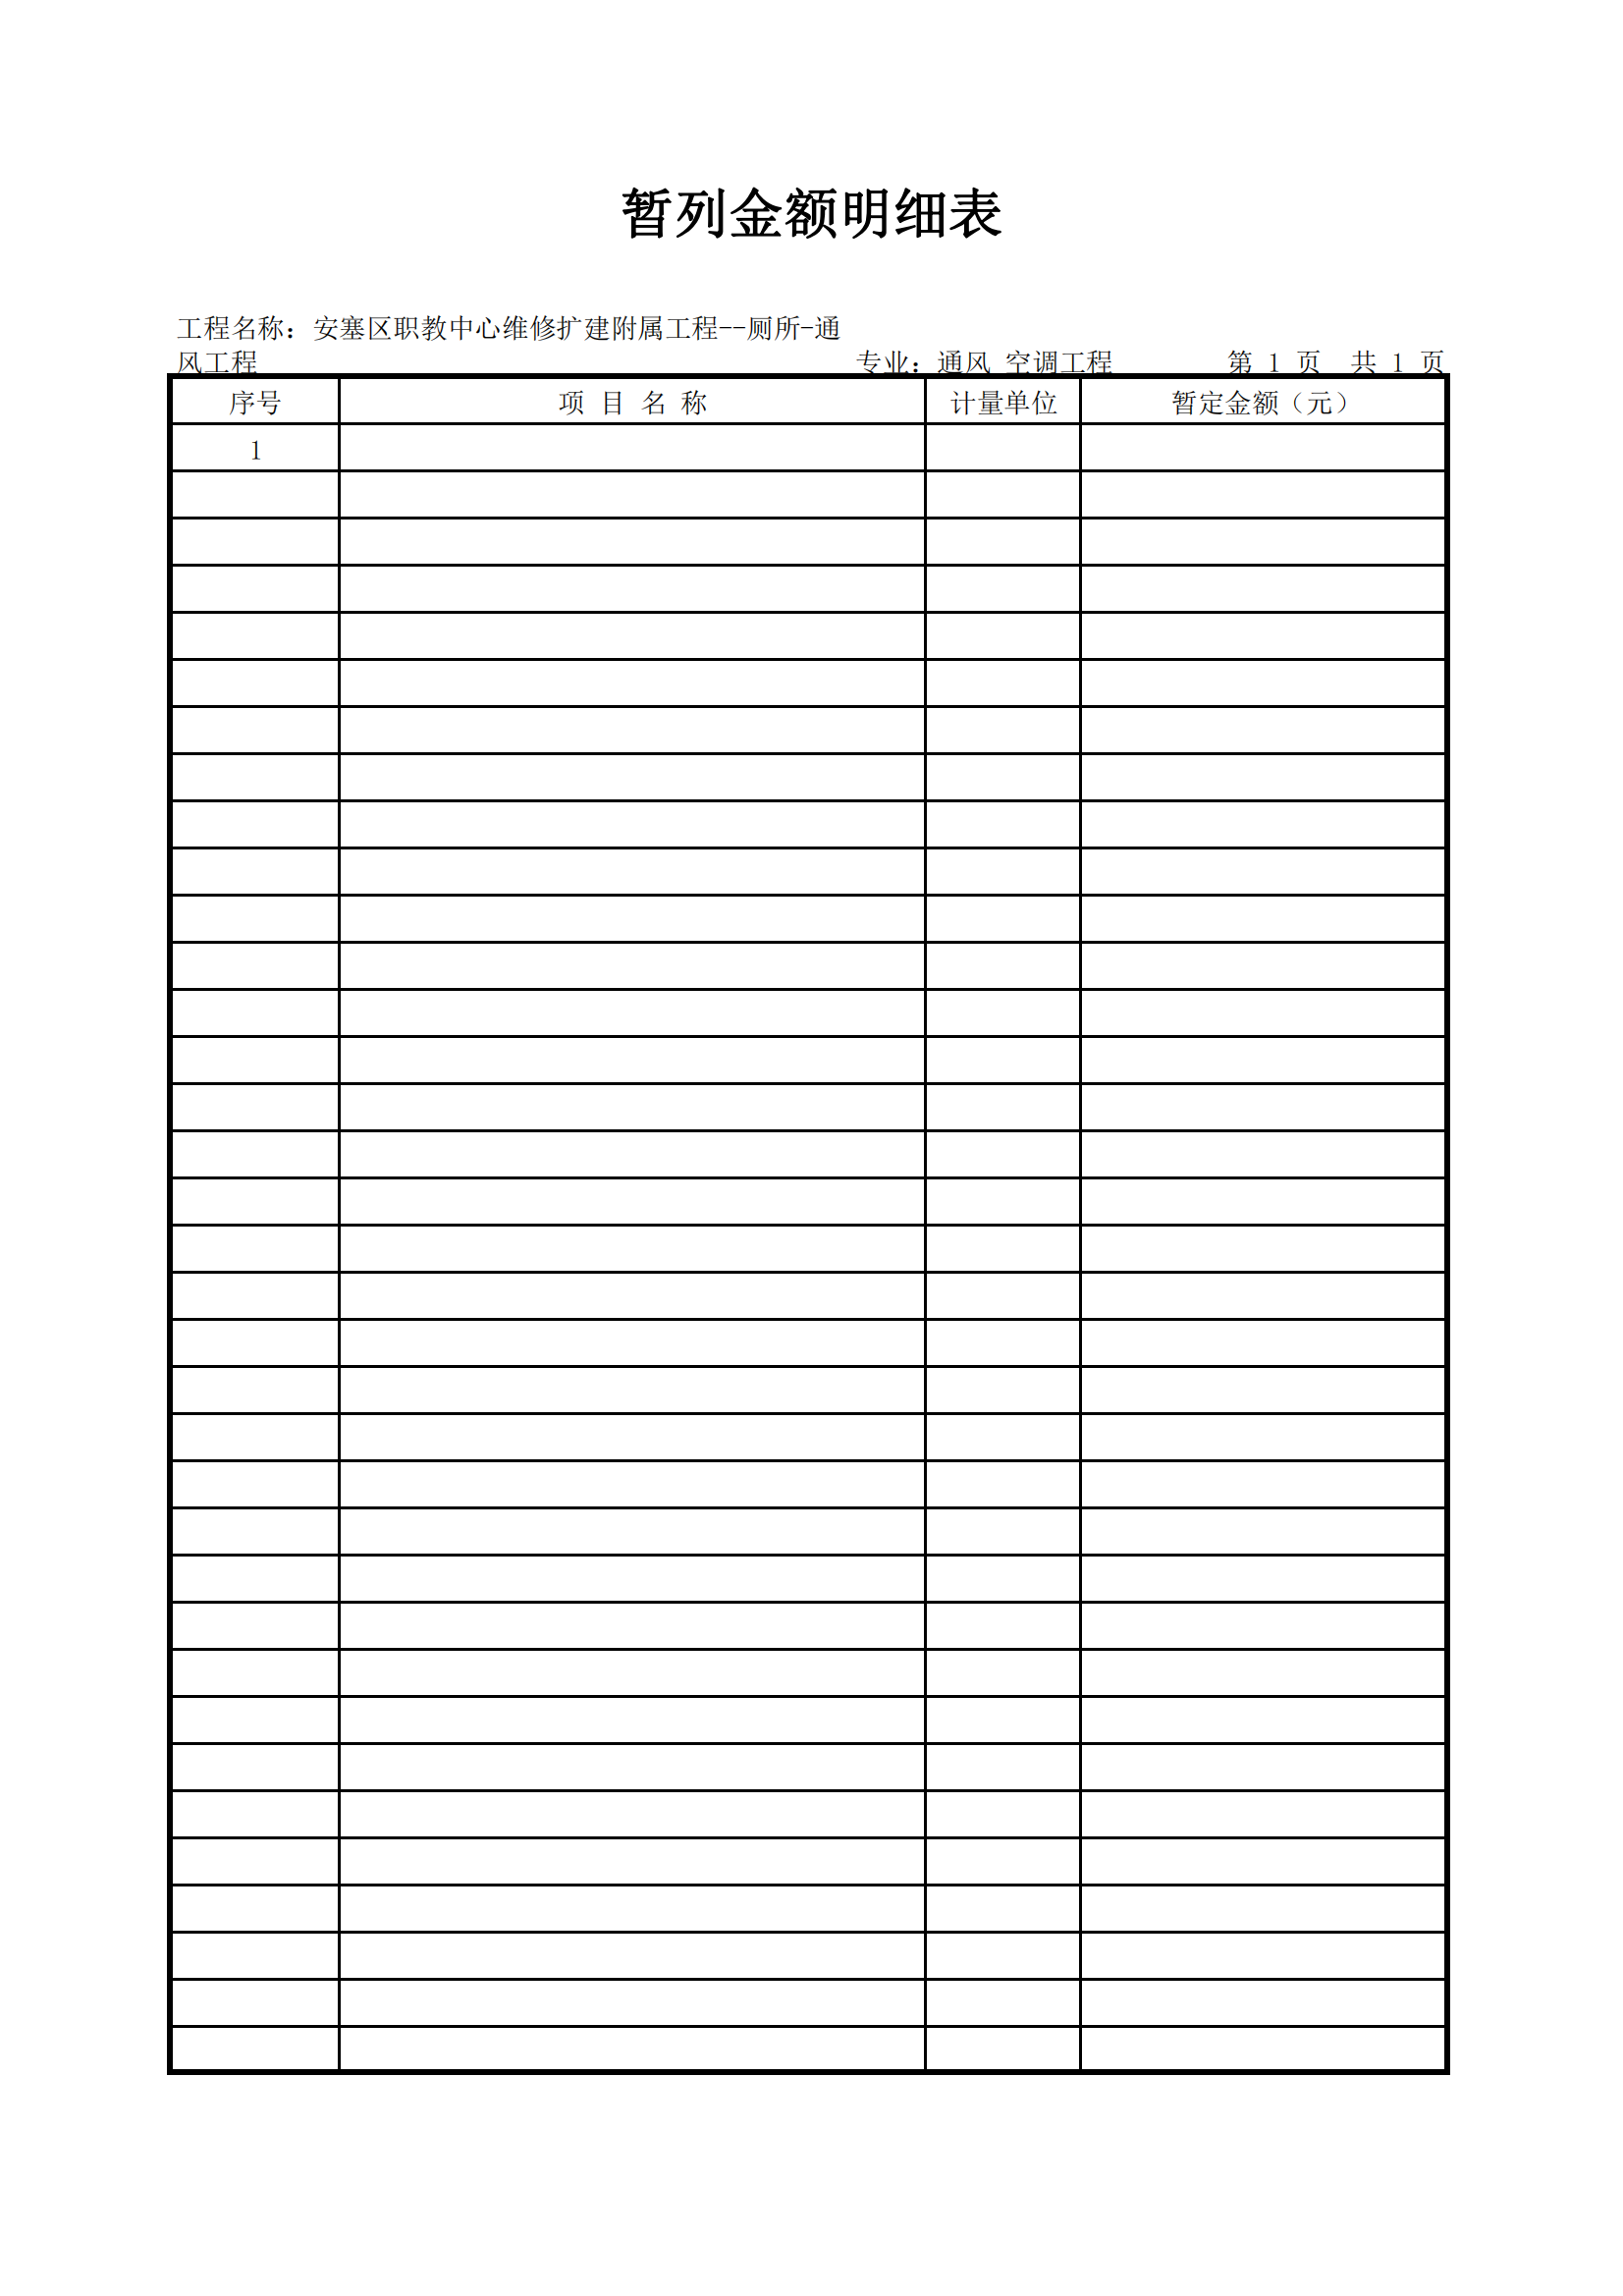 暂列金额明细表
工程名称：安塞区职教中心维修扩建附属工程--厕所-通
风工程 专业：通风 空调工程 第 1 页 共 1 页
序号 项 目 名 称 计量单位 暂定金额（元）
1